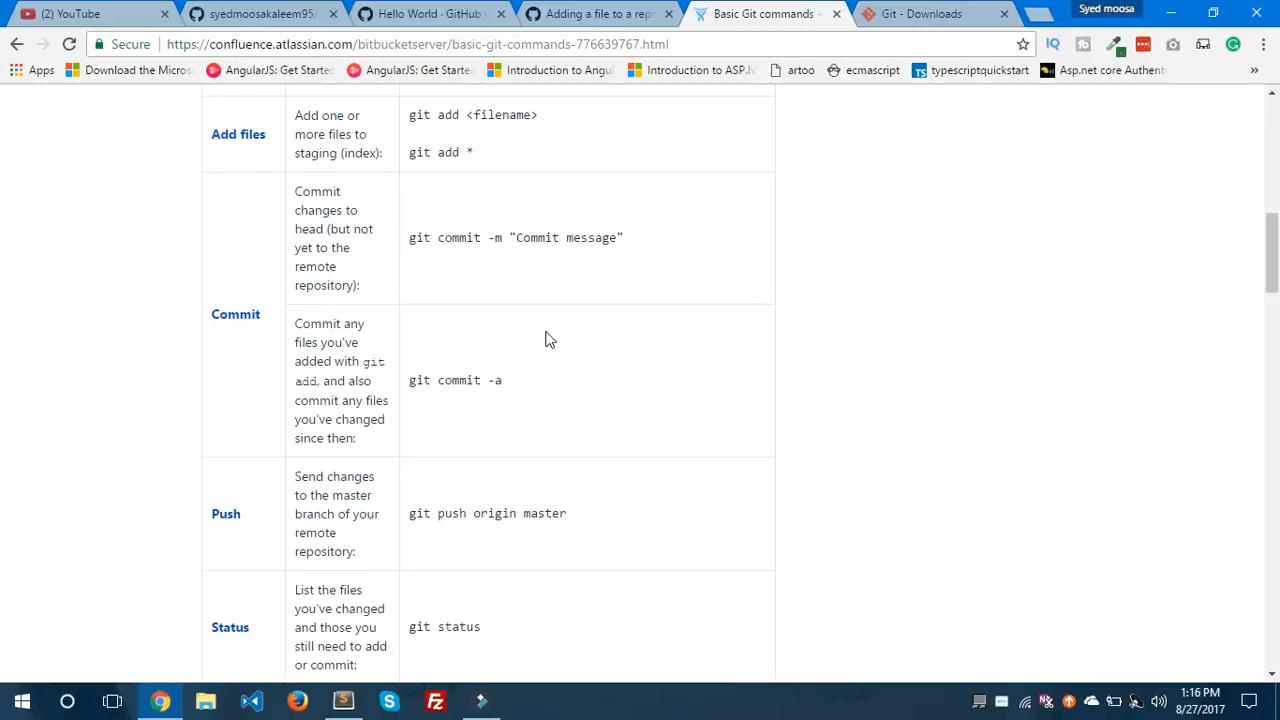 (2) YouTube
syedmoosakaleem95/
Hello World · GitHub
Adding a file to a repo
Basic Git commands -
Git - Downloads
Syed moosa
Secure
https://confluence.atlassian.com/bitbucketserver/basic-git-commands-776639767.html
Apps
Download the Micros
AngularJS: Get Starte
AngularJS: Get Starte
Introduction to Angu
Introduction to ASP.N
artoo
ecmascript
typescriptquickstart
Asp.net core Authent
Add files
Add one or
more files to
staging (index):
git add <filename>
git add *
Commit
Commit
changes to
head (but not
yet to the
remote
repository):
git commit -m "Commit message"
Commit any
files you've
added with git
add, and also
commit any files
you've changed
since then:
git commit -a
Push
Send changes
to the master
branch of your
remote
repository:
git push origin master
Status
List the files
you've changed
and those you
still need to add
or commit:
git status
1:16 PM
8/27/2017